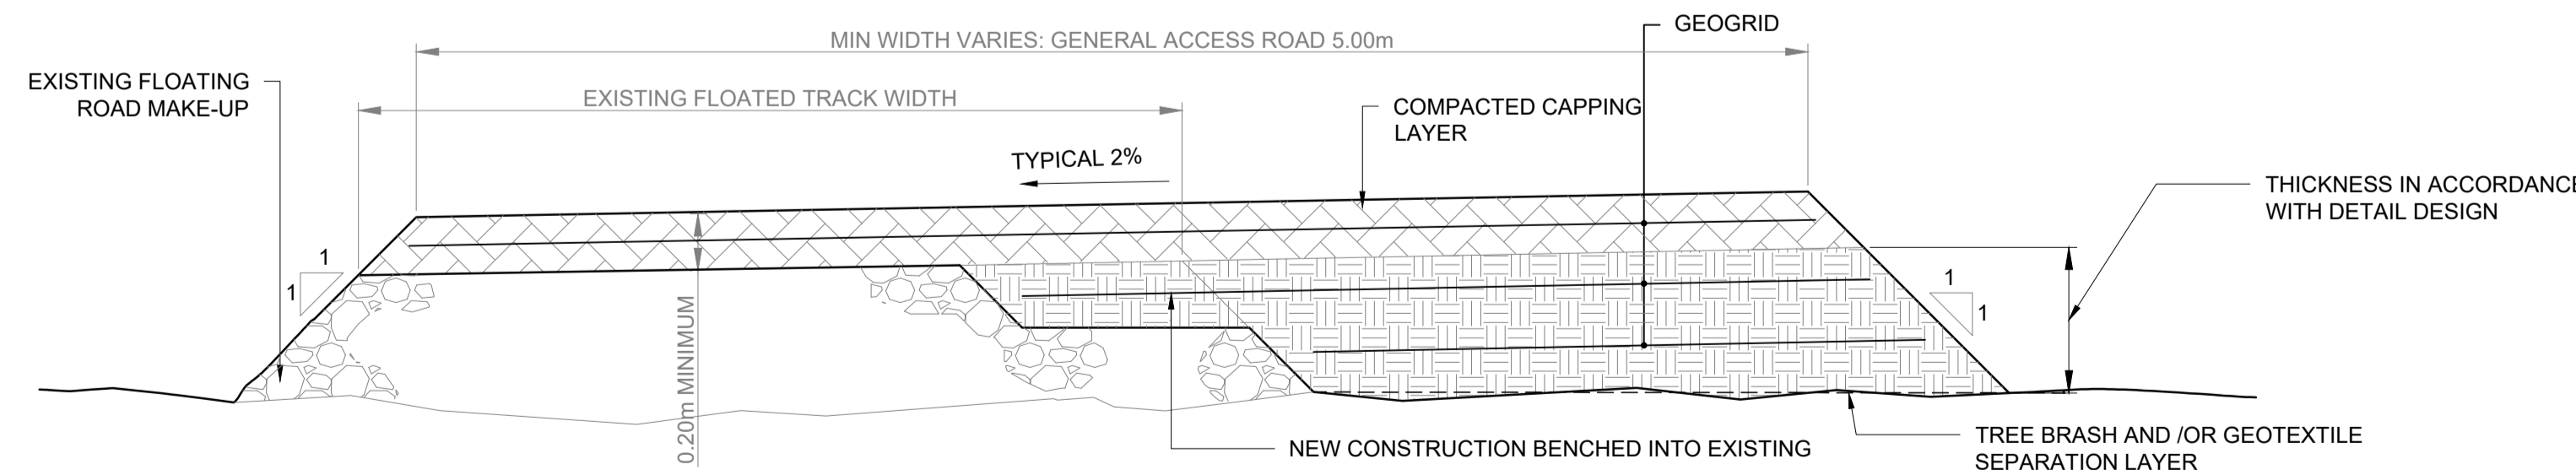 GEOGRID
MIN WIDTH VARIES: GENERAL ACCESS ROAD 5.00m
EXISTING FLOATING
ROAD MAKE-UP
EXISTING FLOATED TRACK WIDTH
COMPACTED CAPPING
LAYER
TYPICAL 2%
THICKNESS IN ACCORDANCE
WITH DETAIL DESIGN
1
1
1
1
0.20m MINIMUM
NEW CONSTRUCTION BENCHED INTO EXISTING
TREE BRASH AND /OR GEOTEXTILE
SEPARATION LAYER